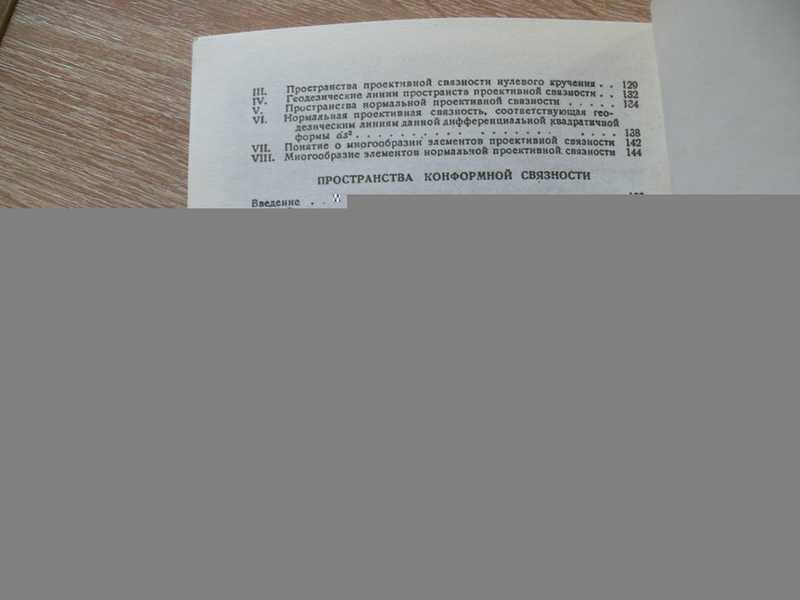 III. Пространства проективной связности нулевого кручения . . 129
IV. Геодезические линии пространств проективной связности . . 132
V. Пространства нормальной проективной связности . . . . . 134
VI. Нормальная проективная связность, соответствующая гео-
дезическим линиям данной дифференциальной квадратичной
формы ds² . . . . . . . . . . . . . . . . . 138
VII. Понятие о многообразии элементов проективной связности 142
VIII. Многообразие элементов нормальной проективной связности 144
ПРОСТРАНСТВА КОНФОРМНОЙ СВЯЗНОСТИ
Введение . . .